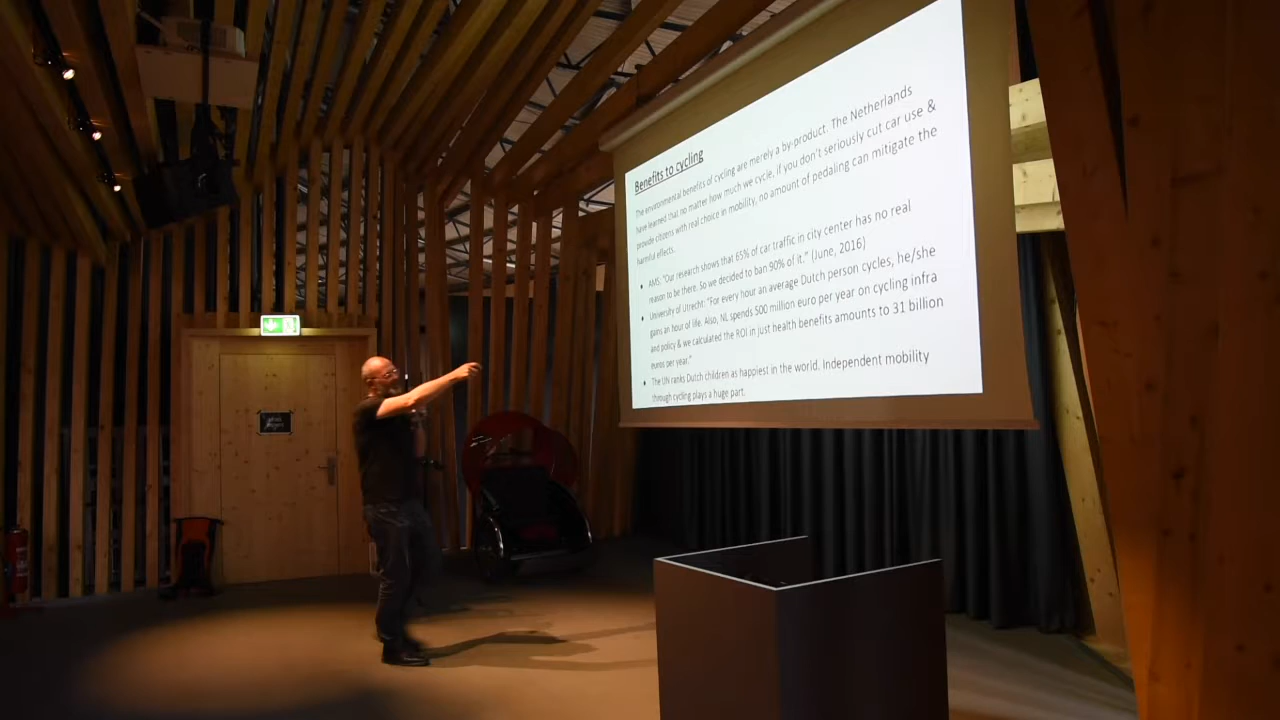 Benefits to cycling
The environmental benefits of cycling are merely a by-product. The Netherlands
have learned that no matter how much we cycle, if you don't seriously cut car use &
provide citizens with real choice in mobility, no amount of pedaling can mitigate the
harmful effects.
• AMS: "Our research shows that 65% of car traffic in city center has no real
reason to be there. So we decided to ban 90% of it." (June, 2016)
• University of Utrecht: "For every hour an average Dutch person cycles, he/she
gains an hour of life. Also, NL spends 500 million euro per year on cycling infra
and policy & we calculated the ROI in just health benefits amounts to 31 billion
euros per year."
• The UN ranks Dutch children as happiest in the world. Independent mobility
through cycling plays a huge part.